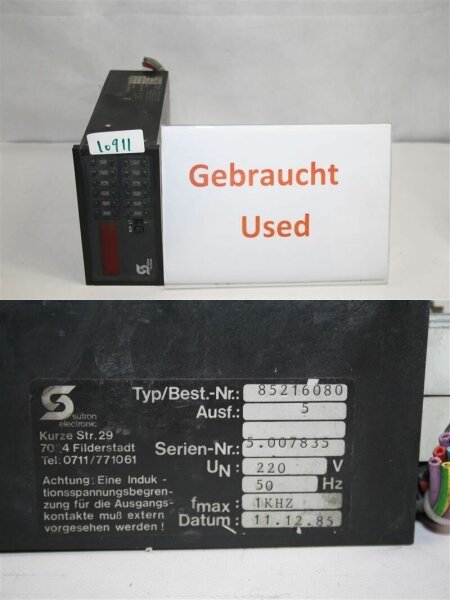 10911
Gebraucht
Used
sutron
electronic
Kurze Str. 29
7024 Filderstadt
Tel. 0711/771061
Achtung: Eine Induk-
tionsspannungsbegren-
zung für die Ausgangs-
kontakte muß extern
vorgesehen werden!
Typ/Best.-Nr.: 85216080
Ausf.: 5
Serien-Nr.: 5.007835
UN: 220 V
50 Hz
fmax: 1KHZ
Datum: 11.12.85